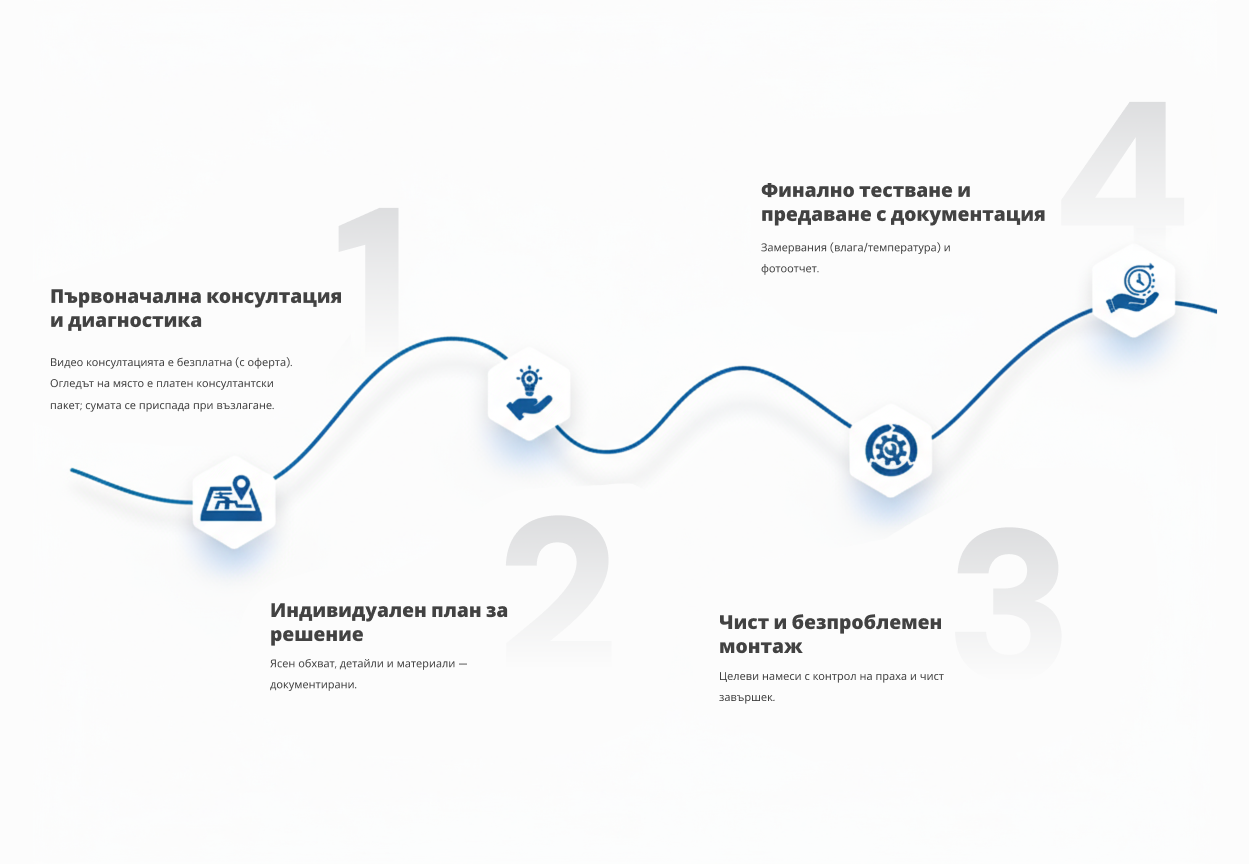 1
Първоначална консултация
и диагностика
Видео консултацията е безплатна (с оферта).
Огледът на място е платен консултантски
пакет; сумата се приспада при възлагане.
2
Индивидуален план за
решение
Ясен обхват, детайли и материали —
документирани.
3
Чист и безпроблемен
монтаж
Целеви намеси с контрол на праха и чист
завършек.
4
Финално тестване и
предаване с документация
Замервания (влага/температура) и
фотоотчет.